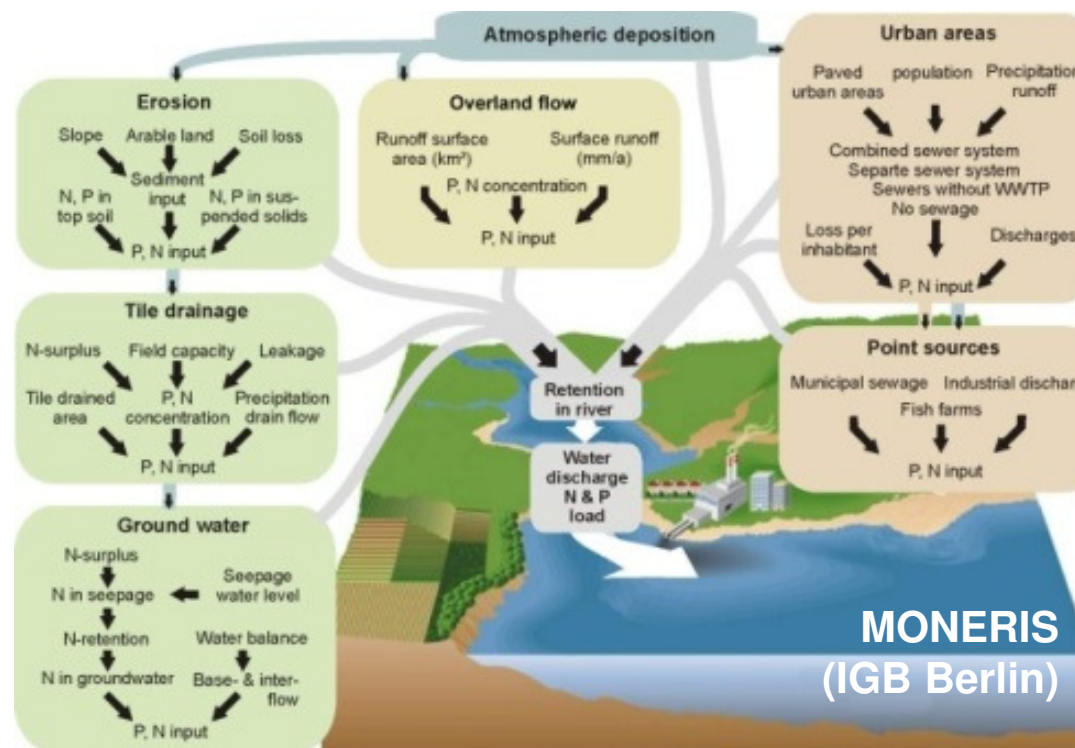 Atmospheric deposition
Erosion
Slope
Arable land
Soil loss
Sediment
input
N, P in
top soil
N, P in sus-
pended solids
P, N input
Overland flow
Runoff surface
area (km²)
Surface runoff
(mm/a)
P, N concentration
P, N input
Urban areas
Paved
urban areas
population
Precipitation
runoff
Combined sewer system
Separte sewer system
Sewers without WWTP
No sewage
Loss per
inhabitant
Discharges
P, N input
Tile drainage
N-surplus
Field capacity
Leakage
Tile drained
area
P, N
concentration
Precipitation
drain flow
P, N input
Point sources
Municipal sewage
Industrial dischar
Fish farms
P, N input
Retention
in river
Water
discharge
N & P
load
Ground water
N-surplus
N in seepage
Seepage
water level
N-retention
Water balance
N in groundwater
Base- & inter-
flow
P, N input
MONERIS
(IGB Berlin)